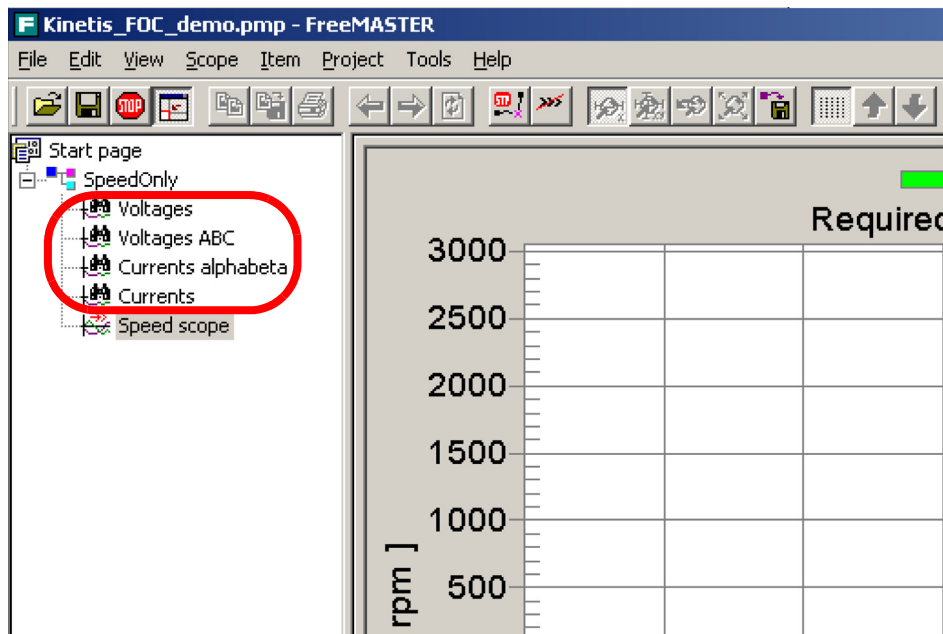 Kinetis_FOC_demo.pmp - FreeMASTER
File Edit View Scope Item Project Tools Help
STOP
Start page
SpeedOnly
Voltages
Voltages ABC
Currents alphabeta
Currents
Speed scope
Required
3000
2500
2000
1500
1000
500
rpm ]